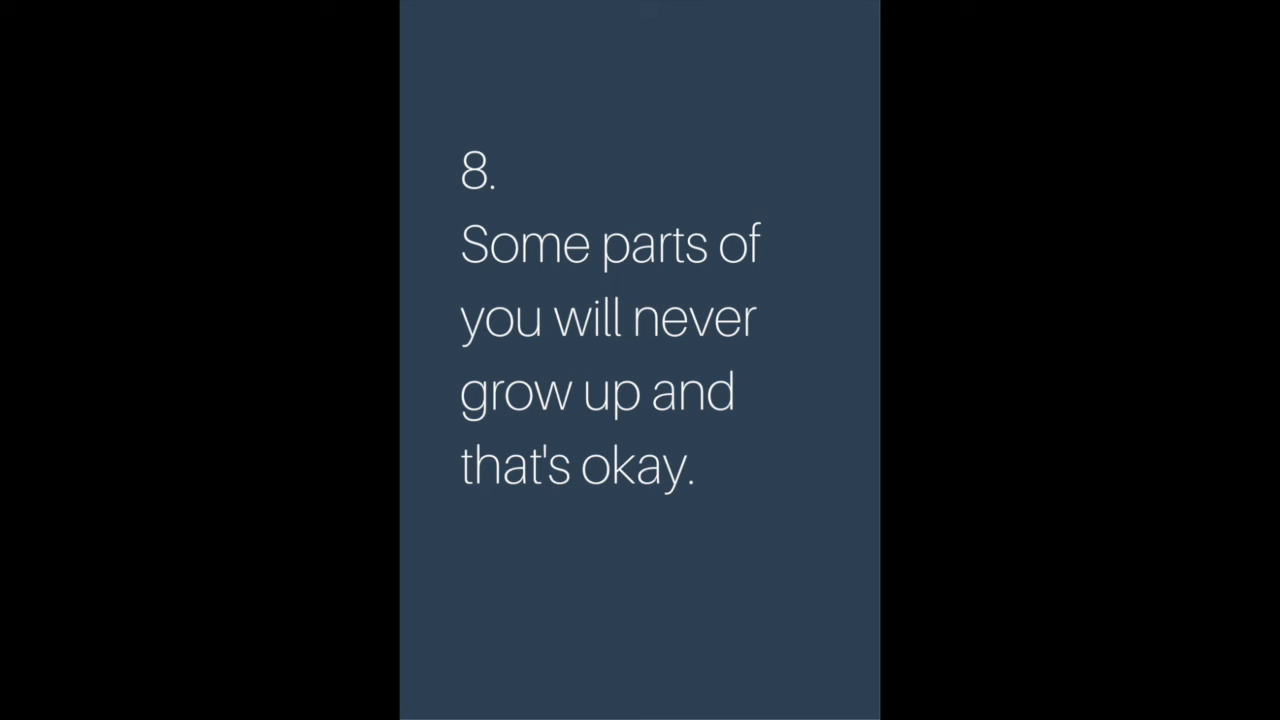 8.
Some parts of
you will never
grow up and
that's okay.